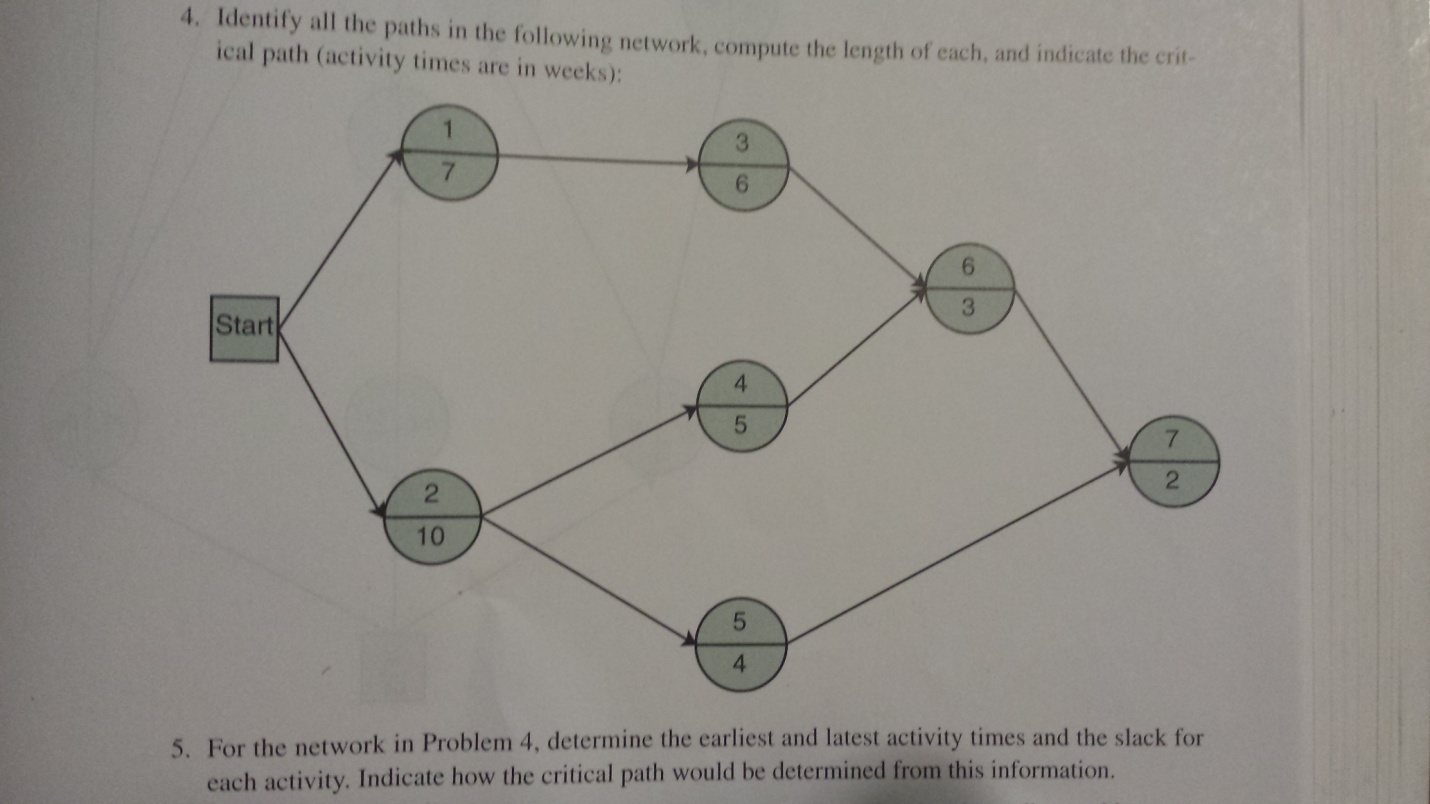 4. Identify all the paths in the following network, compute the length of each, and indicate the crit-
ical path (activity times are in weeks):
1
7
3
6
6
3
Start
4
5
7
2
2
10
5
4
5. For the network in Problem 4, determine the earliest and latest activity times and the slack for
each activity. Indicate how the critical path would be determined from this information.